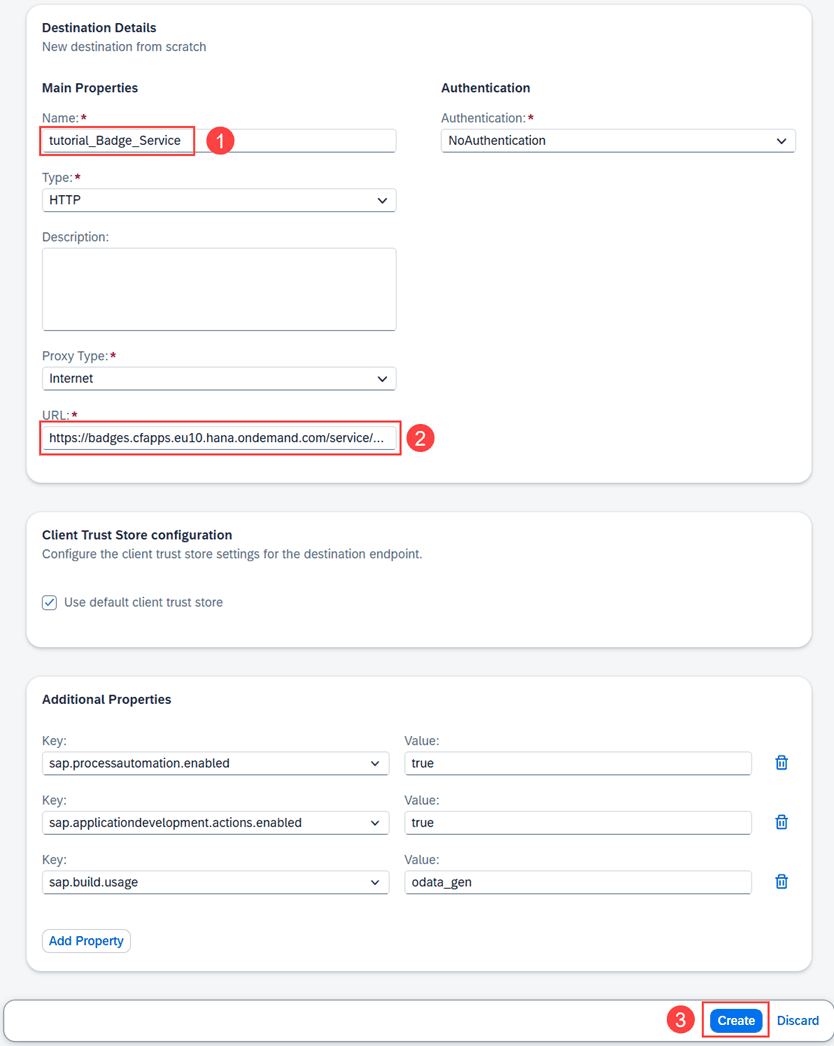 Destination Details
New destination from scratch
Main Properties
Authentication
Name:*
Authentication:*
tutorial_Badge_Service
1
NoAuthentication
Type:*
HTTP
Description:
Proxy Type:*
Internet
URL:*
https://badges.cfapps.eu10.hana.ondemand.com/service/...
2
Client Trust Store configuration
Configure the client trust store settings for the destination endpoint.
Use default client trust store
Additional Properties
Key:
Value:
sap.processautomation.enabled
true
Key:
Value:
sap.applicationdevelopment.actions.enabled
true
Key:
Value:
sap.build.usage
odata_gen
Add Property
3
Create
Discard